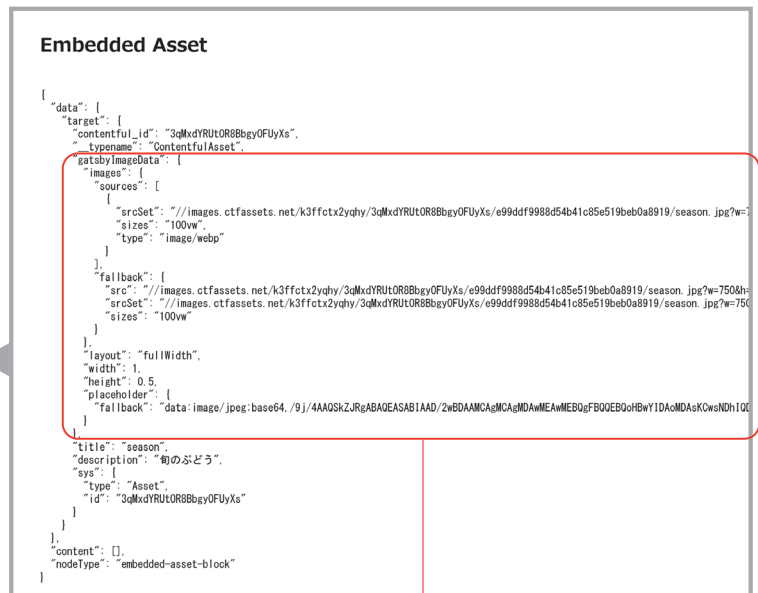 Embedded Asset
{
"data": {
"target": {
"contentful_id": "3qMxdYRUtOR8BbgyOFUyXs",
"__typename": "ContentfulAsset",
"gatsbyImageData": {
"images": {
"sources": [
{
"srcSet": "//images.ctfassets.net/k3ffctx2yqhy/3qMxdYRUtOR8BbgyOFUyXs/e99ddf9988d54b41c85e519beb0a8919/season.jpg?w=7
"sizes": "100vw",
"type": "image/webp"
}
],
"fallback": {
"src": "//images.ctfassets.net/k3ffctx2yqhy/3qMxdYRUtOR8BbgyOFUyXs/e99ddf9988d54b41c85e519beb0a8919/season.jpg?w=750&h=
"srcSet": "//images.ctfassets.net/k3ffctx2yqhy/3qMxdYRUtOR8BbgyOFUyXs/e99ddf9988d54b41c85e519beb0a8919/season.jpg?w=750
"sizes": "100vw"
}
},
"layout": "fullWidth",
"width": 1,
"height": 0.5,
"placeholder": {
"fallback": "data:image/jpeg;base64,/9j/4AAQSkZJRgABAQEASABIAAD/2wBDAAMCAgMCAgMDAwMEAwMEBQgFBQQEBQoHBwYIDAoMDAsKCwsNDhIQD
}
},
"title": "season",
"description": "旬のぶどう",
"sys": {
"type": "Asset",
"id": "3qMxdYRUtOR8BbgyOFUyXs"
}
}
},
"content": [],
"nodeType": "embedded-asset-block"
}